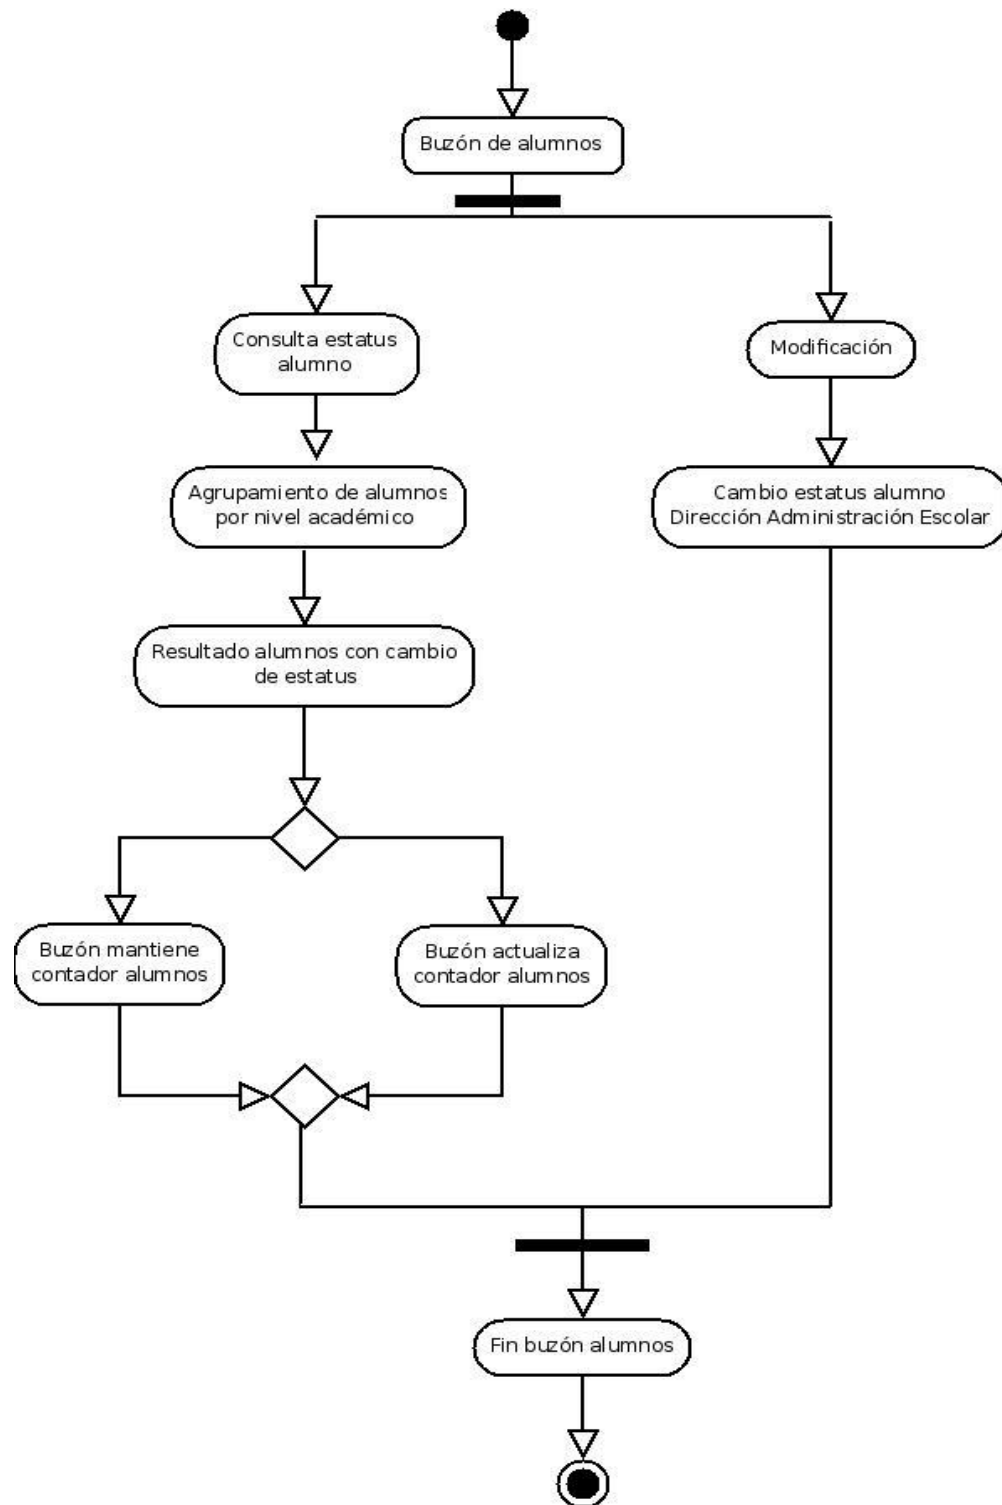 Buzón de alumnos
Consulta estatus
alumno
Modificación
Agrupamiento de alumnos
por nivel académico
Cambio estatus alumno
Dirección Administración Escolar
Resultado alumnos con cambio
de estatus
Buzón mantiene
contador alumnos
Buzón actualiza
contador alumnos
Fin buzón alumnos